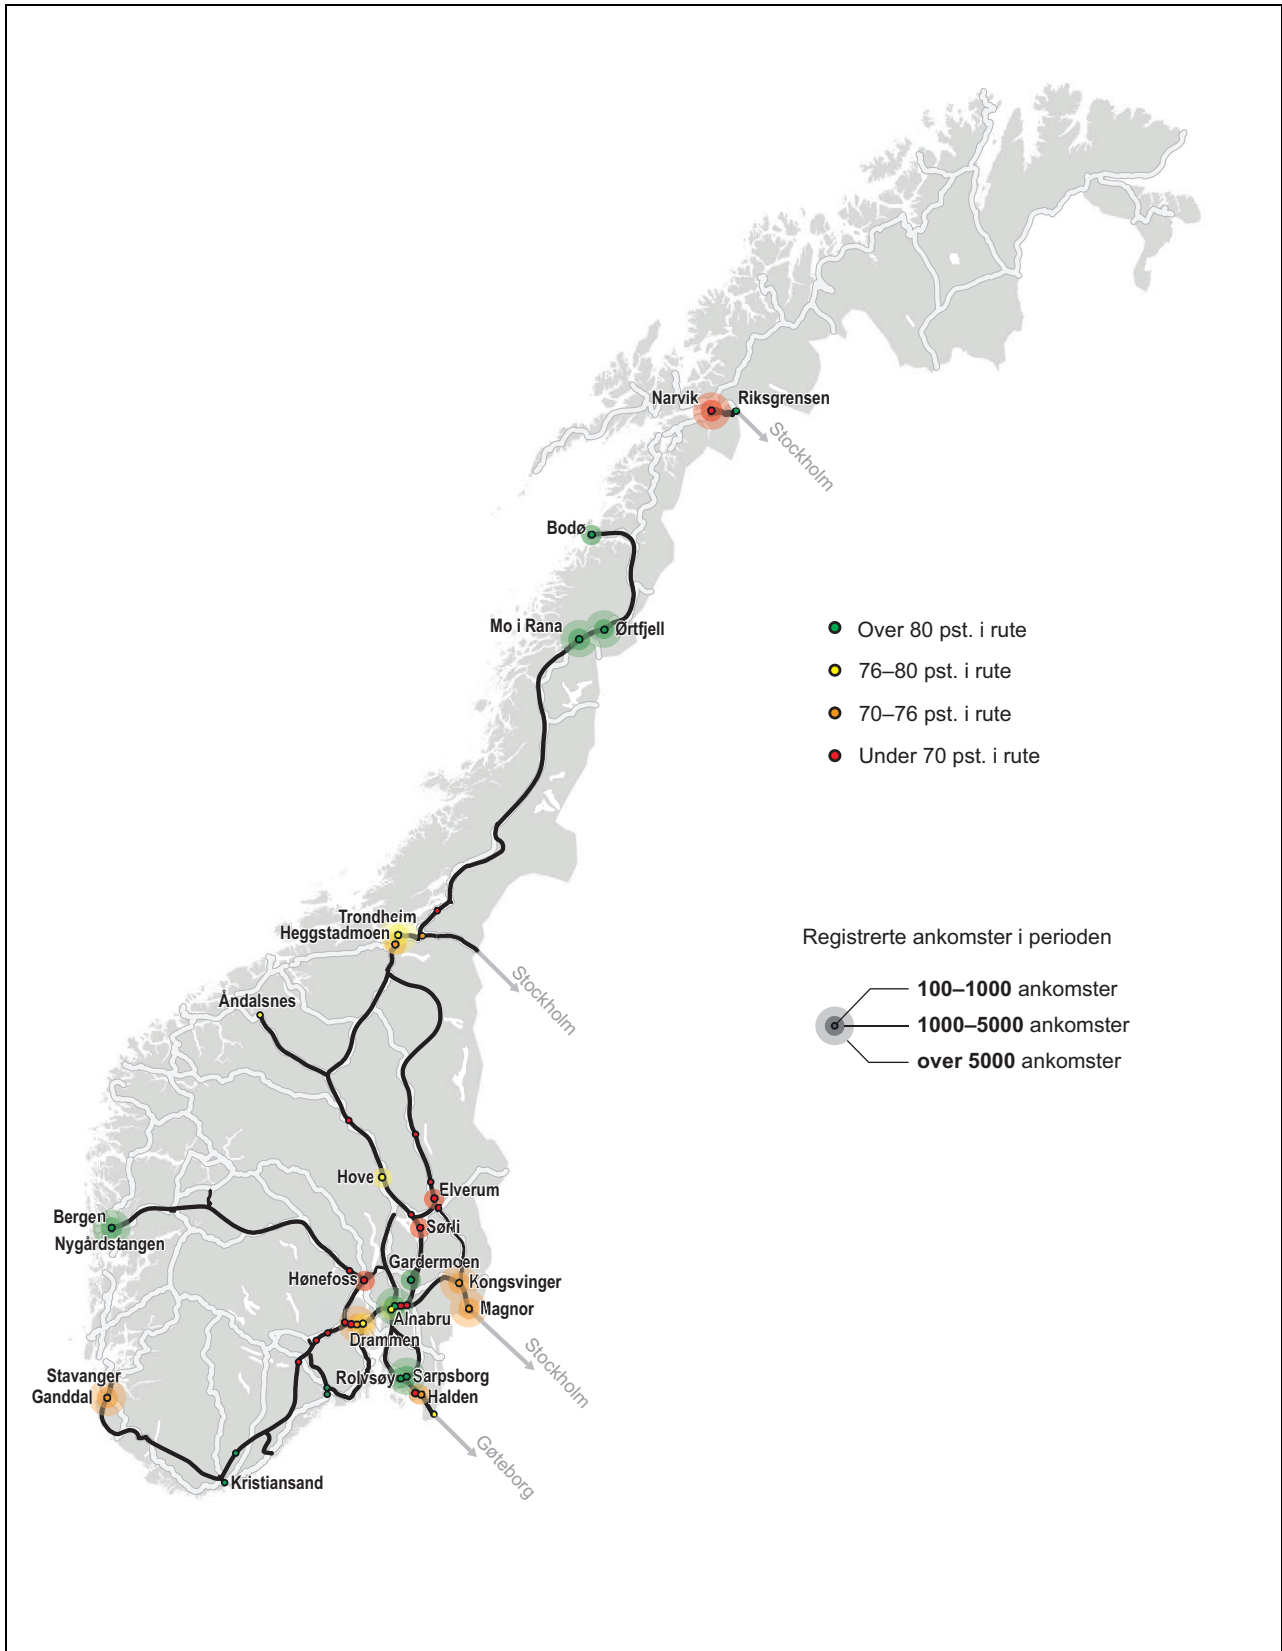 Narvik
Riksgrensen
Stockholm
Bodø
Mo i Rana
Ørtfjell
Over 80 pst. i rute
76–80 pst. i rute
70–76 pst. i rute
Under 70 pst. i rute
Trondheim
Heggstadmoen
Stockholm
Registrerte ankomster i perioden
100–1000 ankomster
1000–5000 ankomster
over 5000 ankomster
Åndalsnes
Hove
Elverum
Bergen
Nygårdstangen
Sørli
Gardermoen
Hønefoss
Kongsvinger
Alnabru
Magnor
Drammen
Stockholm
Stavanger
Ganddal
Rolvsøy
Sarpsborg
Halden
Gøteborg
Kristiansand